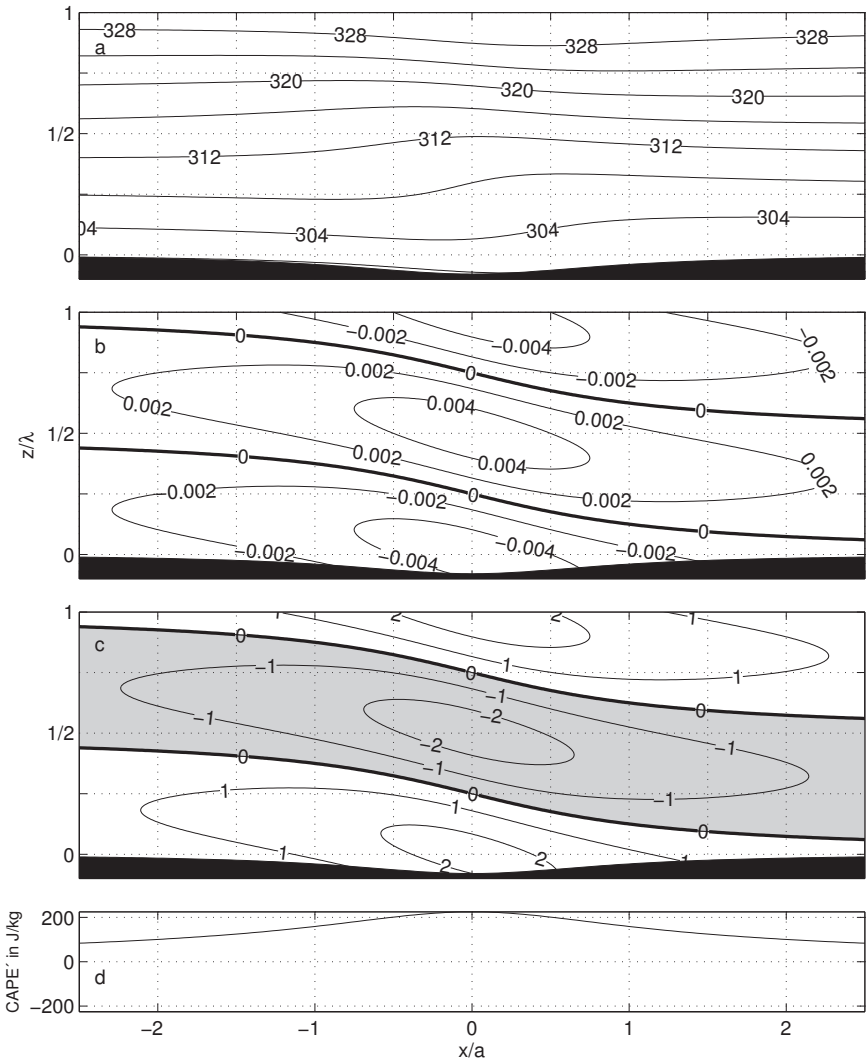 1
328 328 328 328
a
320 320 320
1/2
312 312 312
04 304 304 304
0
1
−0.002 −0.002
b 0 −0.004
0.002 0 −0.002
0.002 0.004 0.002 0
1/2
z/λ
0 0.002 0.004 0.002
0.002 −0.002 0 0.002
0
−0.002 −0.004 −0.004 −0.002
0
1
2 2 1
c 0
−1 0 1 1
−1 −1 −2 0
1/2
0 −1 −2 −1
1 1 0 −1
0
1 2 2 1
0
CAPE´ in J/kg
200
0
d
−200
−2 −1 0 1 2
x/a